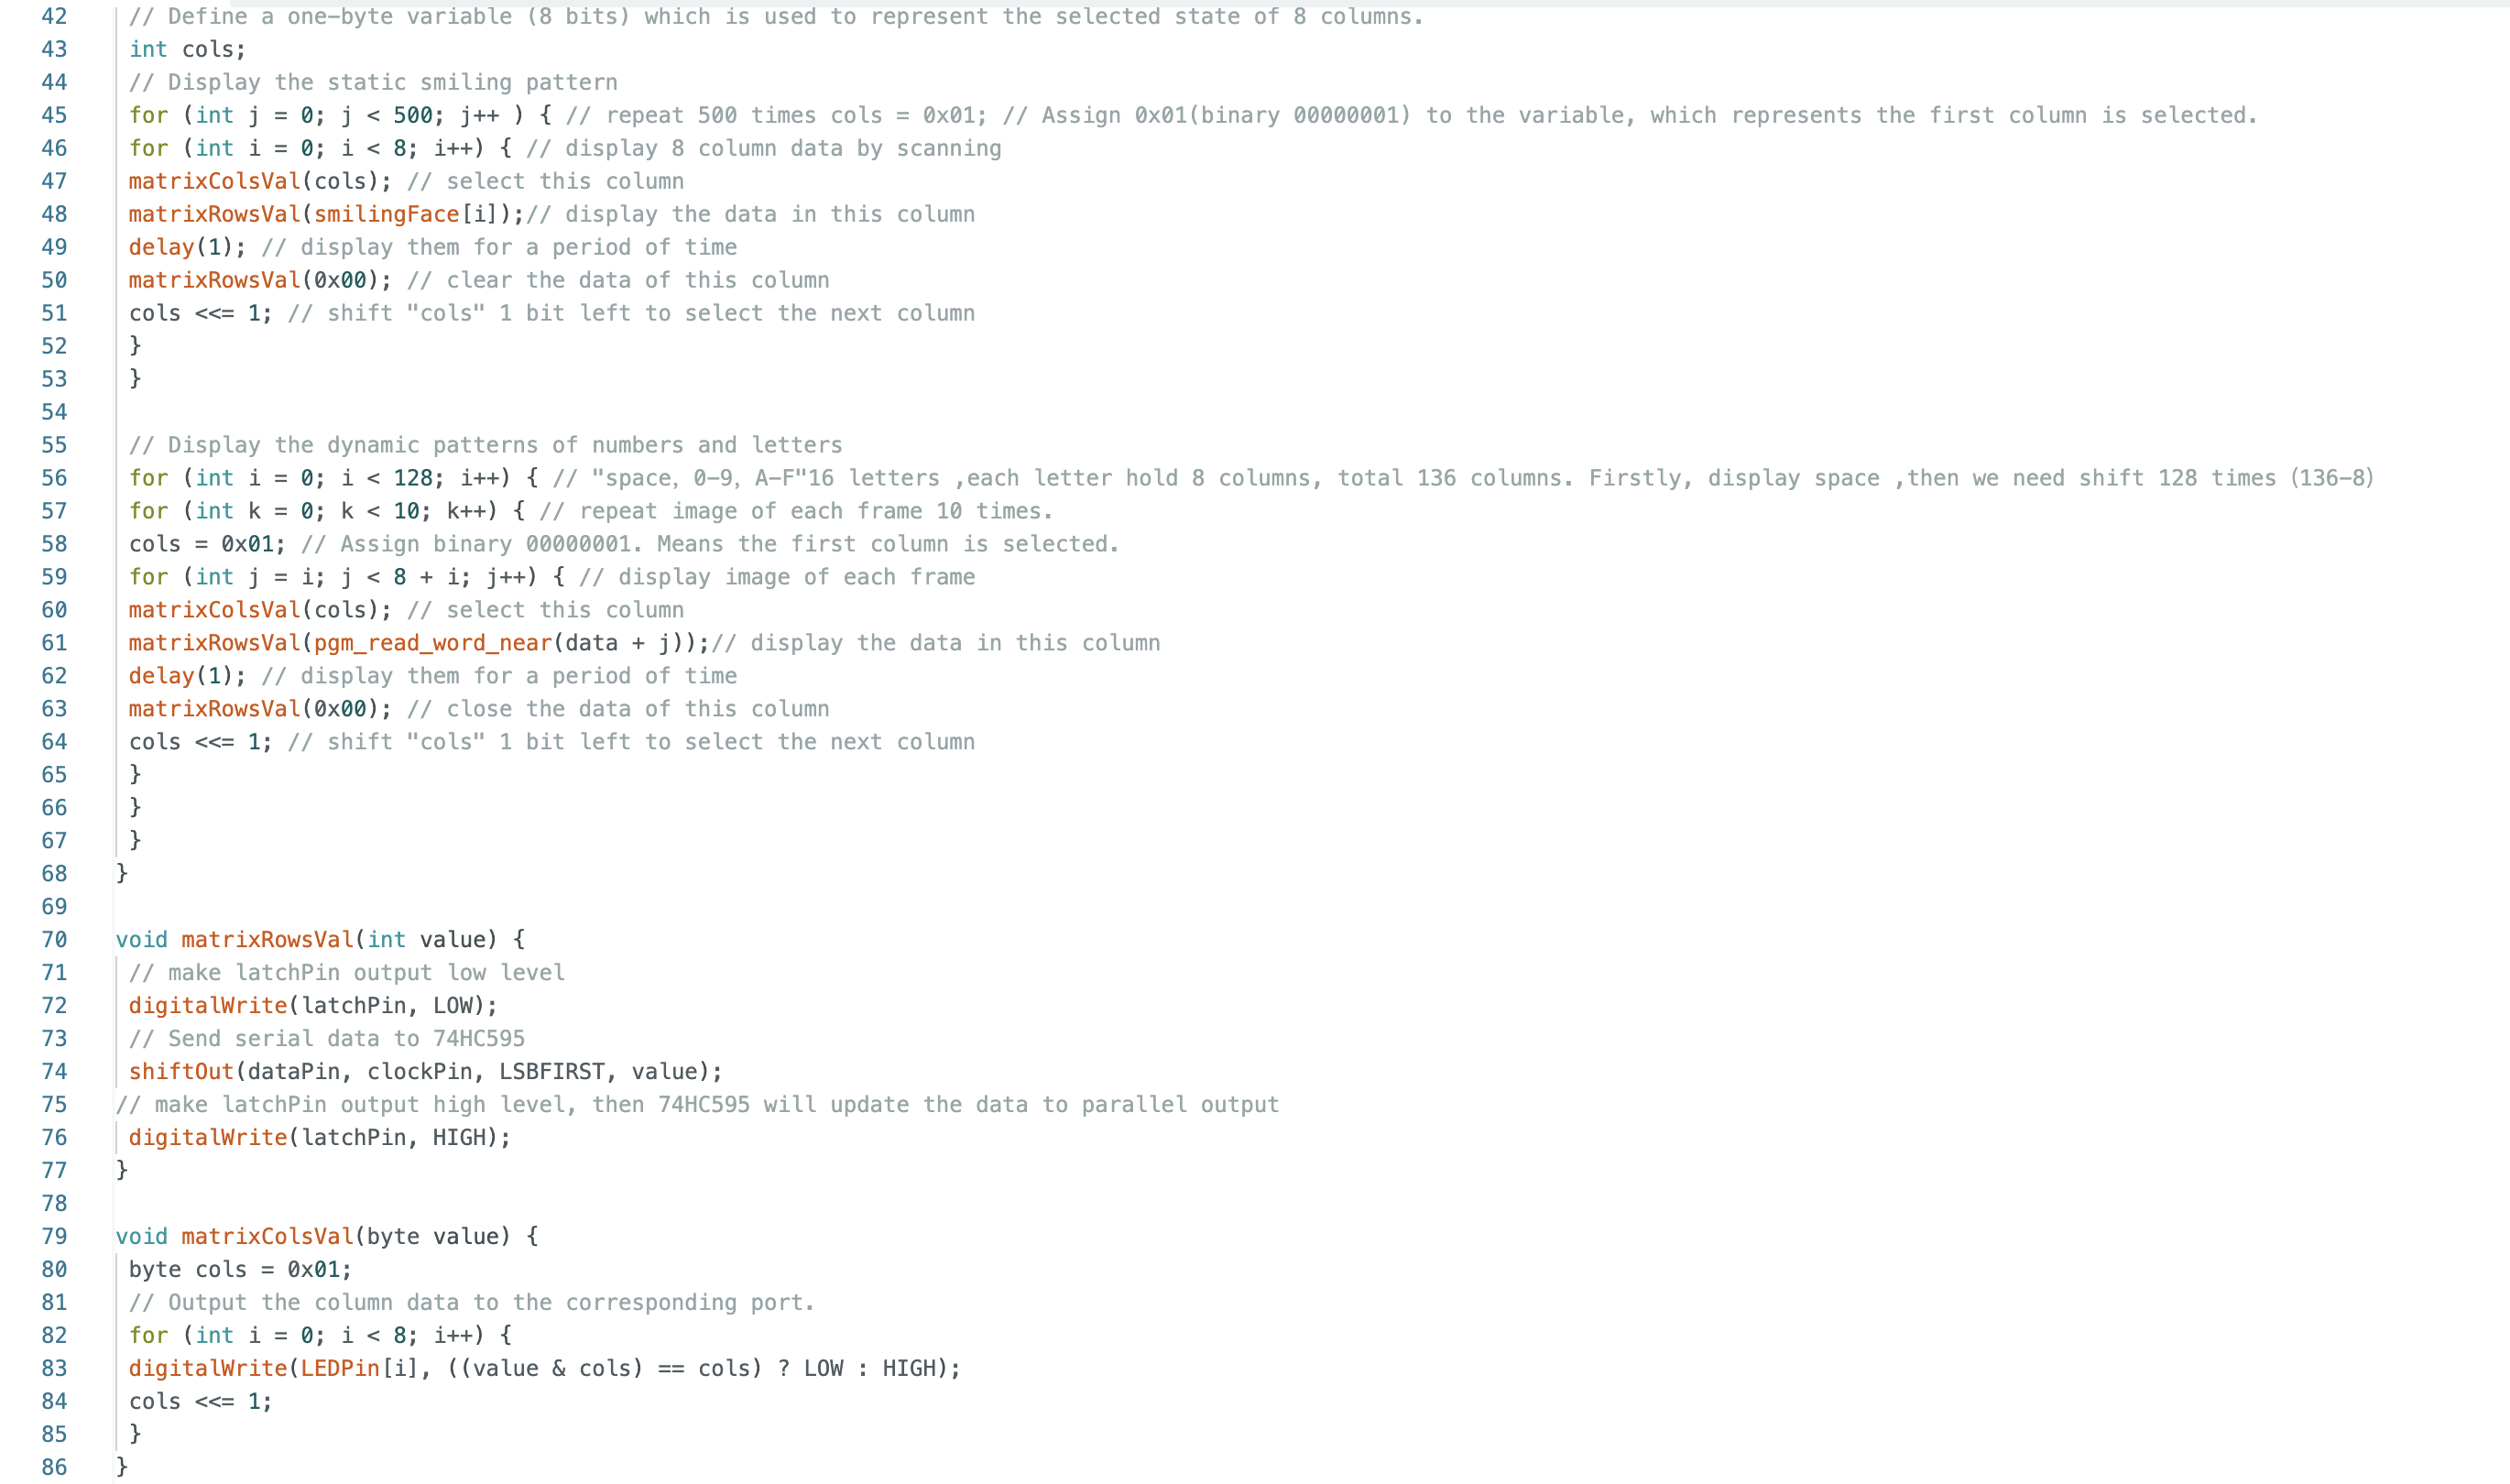 42 // Define a one-byte variable (8 bits) which is used to represent the selected state of 8 columns.
43 int cols;
44 // Display the static smiling pattern
45 for (int j = 0; j < 500; j++ ) { // repeat 500 times cols = 0x01; // Assign 0x01(binary 00000001) to the variable, which represents the first column is selected.
46 for (int i = 0; i < 8; i++) { // display 8 column data by scanning
47 matrixColsVal(cols); // select this column
48 matrixRowsVal(smilingFace[i]);// display the data in this column
49 delay(1); // display them for a period of time
50 matrixRowsVal(0x00); // clear the data of this column
51 cols <<= 1; // shift "cols" 1 bit left to select the next column
52 }
53 }
54
55 // Display the dynamic patterns of numbers and letters
56 for (int i = 0; i < 128; i++) { // "space, 0-9, A-F"16 letters ,each letter hold 8 columns, total 136 columns. Firstly, display space ,then we need shift 128 times (136-8)
57 for (int k = 0; k < 10; k++) { // repeat image of each frame 10 times.
58 cols = 0x01; // Assign binary 00000001. Means the first column is selected.
59 for (int j = i; j < 8 + i; j++) { // display image of each frame
60 matrixColsVal(cols); // select this column
61 matrixRowsVal(pgm_read_word_near(data + j));// display the data in this column
62 delay(1); // display them for a period of time
63 matrixRowsVal(0x00); // close the data of this column
64 cols <<= 1; // shift "cols" 1 bit left to select the next column
65 }
66 }
67 }
68 }
69
70 void matrixRowsVal(int value) {
71 // make latchPin output low level
72 digitalWrite(latchPin, LOW);
73 // Send serial data to 74HC595
74 shiftOut(dataPin, clockPin, LSBFIRST, value);
75 // make latchPin output high level, then 74HC595 will update the data to parallel output
76 digitalWrite(latchPin, HIGH);
77 }
78
79 void matrixColsVal(byte value) {
80 byte cols = 0x01;
81 // Output the column data to the corresponding port.
82 for (int i = 0; i < 8; i++) {
83 digitalWrite(LEDPin[i], ((value & cols) == cols) ? LOW : HIGH);
84 cols <<= 1;
85 }
86 }